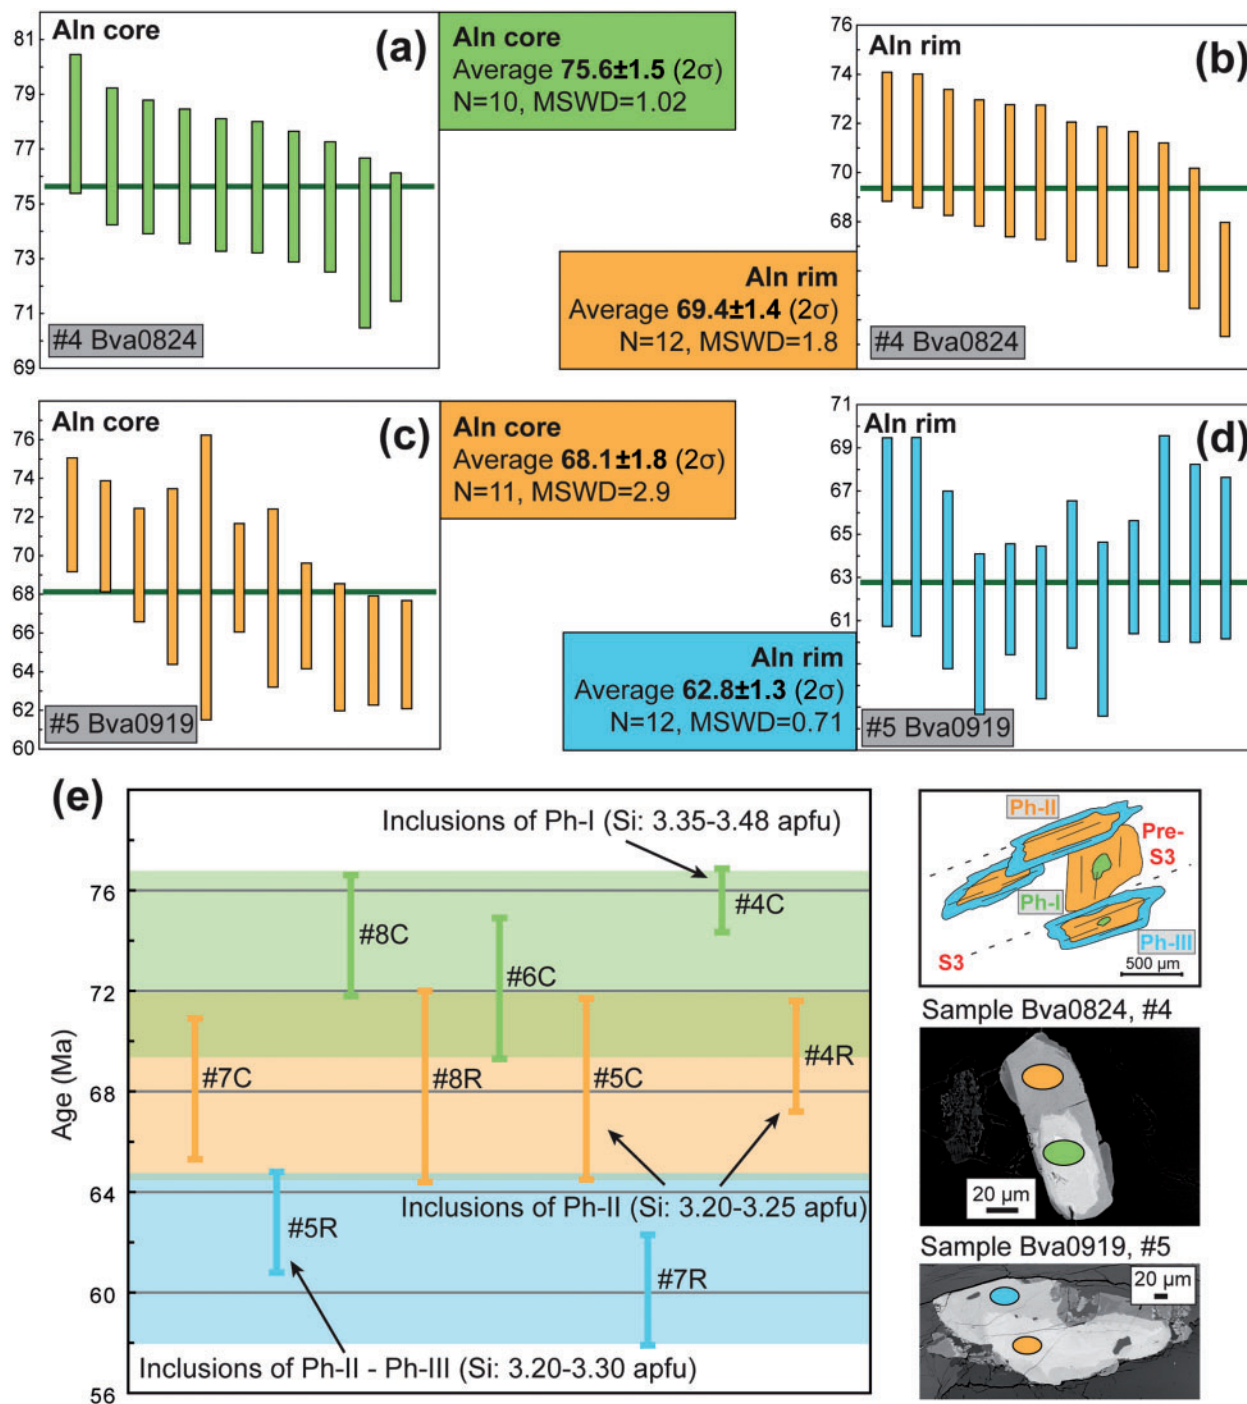 81
79
77
75
73
71
69
Aln core
(a)
#4 Bva0824
Aln core
Average 75.6±1.5 (2σ)
N=10, MSWD=1.02
76
74
72
70
68
Aln rim
(b)
#4 Bva0824
Aln rim
Average 69.4±1.4 (2σ)
N=12, MSWD=1.8
76
74
72
70
68
66
64
62
60
Aln core
(c)
#5 Bva0919
Aln core
Average 68.1±1.8 (2σ)
N=11, MSWD=2.9
71
69
67
65
63
61
Aln rim
(d)
#5 Bva0919
Aln rim
Average 62.8±1.3 (2σ)
N=12, MSWD=0.71
(e)
Age (Ma)
76
72
68
64
60
56
Inclusions of Ph-I (Si: 3.35-3.48 apfu)
#4C
#8C
#6C
#4R
#7C
#8R
#5C
Inclusions of Ph-II (Si: 3.20-3.25 apfu)
#5R
#7R
Inclusions of Ph-II - Ph-III (Si: 3.20-3.30 apfu)
Ph-II
Pre-
S3
Ph-I
Ph-III
S3
500 µm
Sample Bva0824, #4
20 µm
Sample Bva0919, #5
20 µm